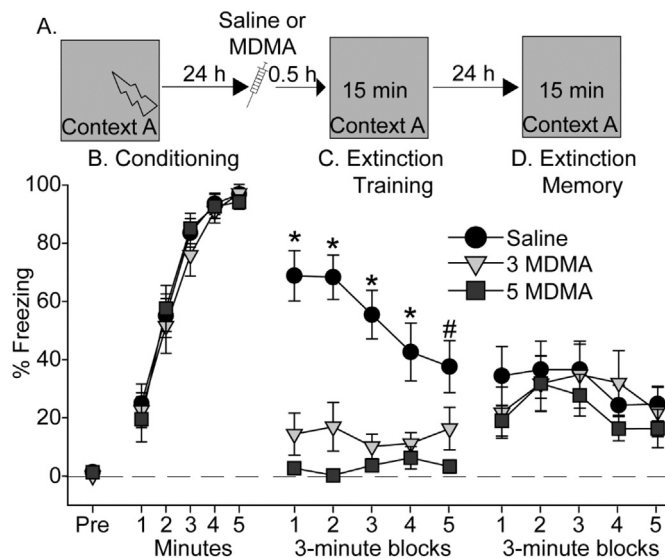 A.
Saline or
MDMA
24 h
0.5 h
24 h
15 min
15 min
Context A
Context A
Context A
B. Conditioning
C. Extinction
Training
D. Extinction
Memory
% Freezing
100
80
60
40
20
0
* * * * #
Saline
3 MDMA
5 MDMA
Pre 1 2 3 4 5 1 2 3 4 5 1 2 3 4 5
Minutes
3-minute blocks
3-minute blocks